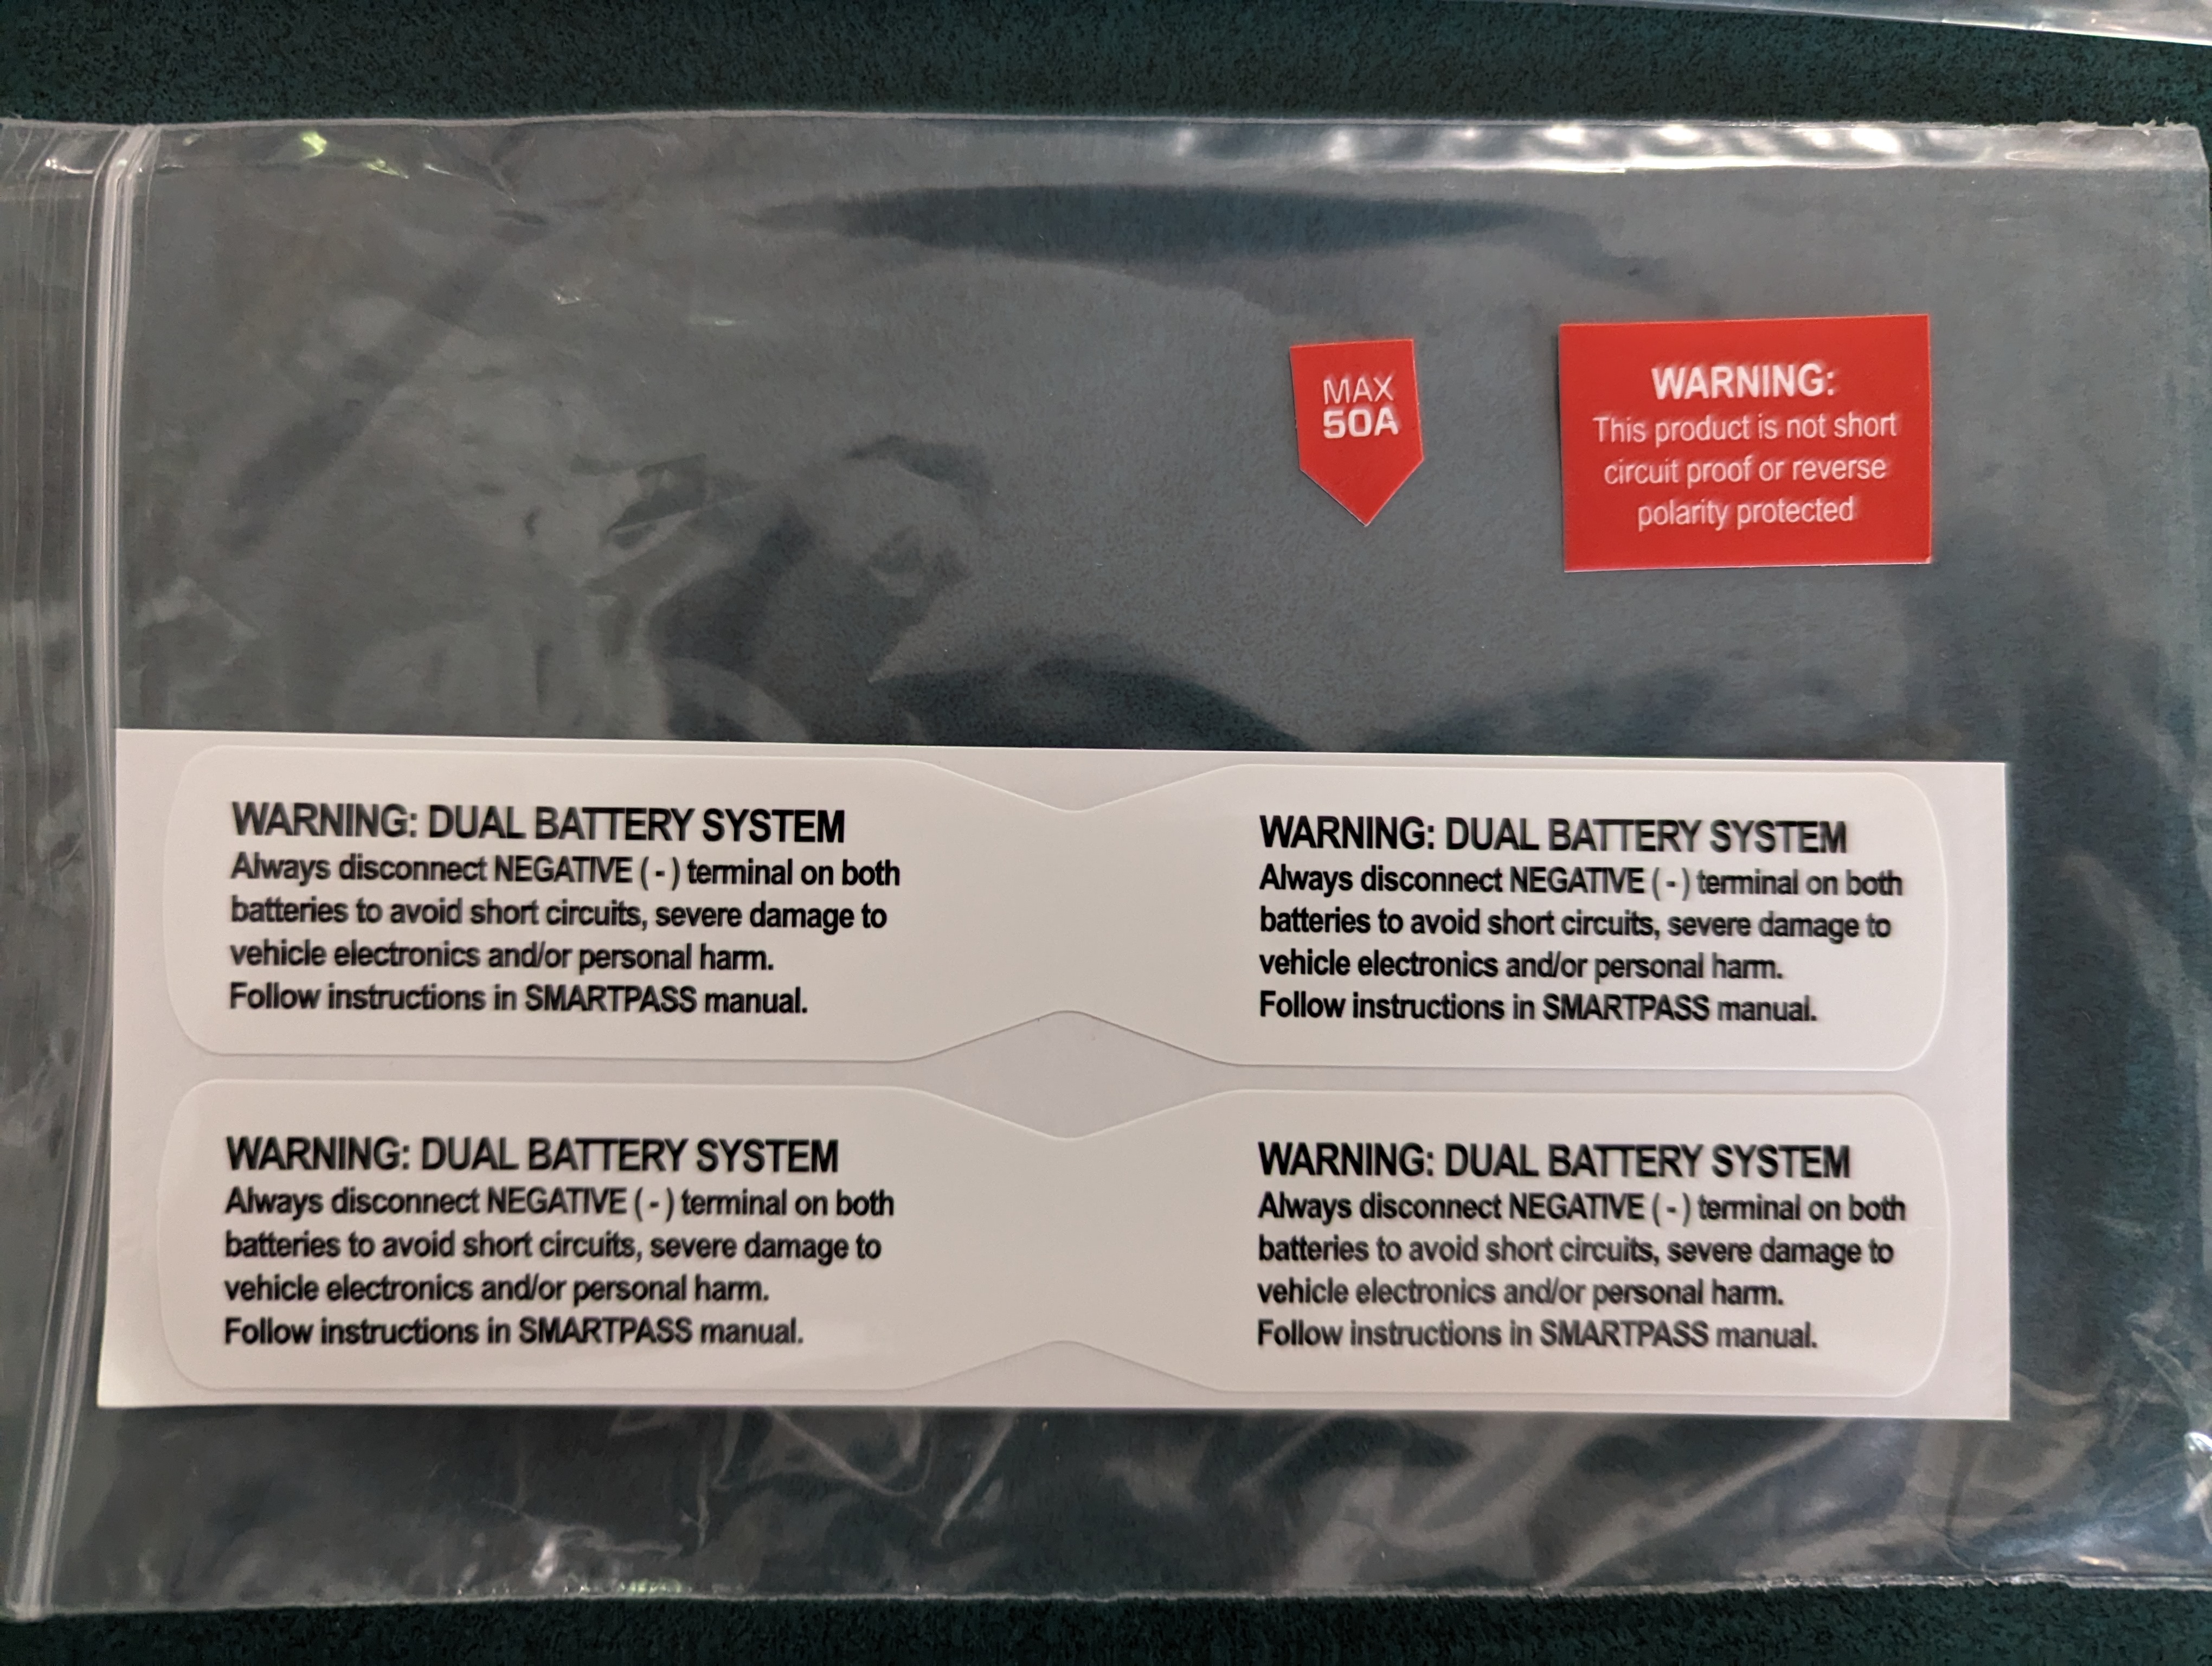 MAX
50A
WARNING:
This product is not short
circuit proof or reverse
polarity protected
WARNING: DUAL BATTERY SYSTEM
Always disconnect NEGATIVE ( - ) terminal on both
batteries to avoid short circuits, severe damage to
vehicle electronics and/or personal harm.
Follow instructions in SMARTPASS manual.
WARNING: DUAL BATTERY SYSTEM
Always disconnect NEGATIVE ( - ) terminal on both
batteries to avoid short circuits, severe damage to
vehicle electronics and/or personal harm.
Follow instructions in SMARTPASS manual.
WARNING: DUAL BATTERY SYSTEM
Always disconnect NEGATIVE ( - ) terminal on both
batteries to avoid short circuits, severe damage to
vehicle electronics and/or personal harm.
Follow instructions in SMARTPASS manual.
WARNING: DUAL BATTERY SYSTEM
Always disconnect NEGATIVE ( - ) terminal on both
batteries to avoid short circuits, severe damage to
vehicle electronics and/or personal harm.
Follow instructions in SMARTPASS manual.